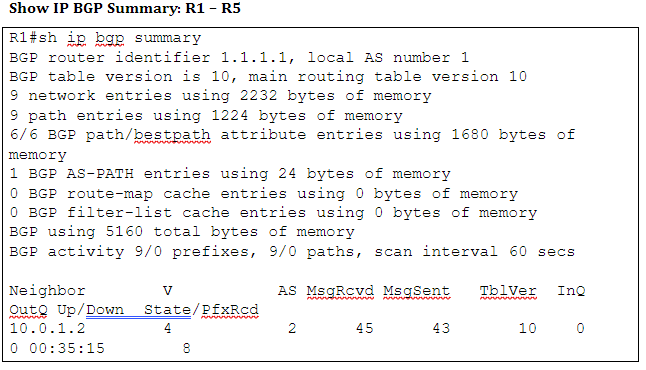 Show IP BGP Summary: R1 – R5
R1#sh ip bgp summary
BGP router identifier 1.1.1.1, local AS number 1
BGP table version is 10, main routing table version 10
9 network entries using 2232 bytes of memory
9 path entries using 1224 bytes of memory
6/6 BGP path/bestpath attribute entries using 1680 bytes of
memory
1 BGP AS-PATH entries using 24 bytes of memory
0 BGP route-map cache entries using 0 bytes of memory
0 BGP filter-list cache entries using 0 bytes of memory
BGP using 5160 total bytes of memory
BGP activity 9/0 prefixes, 9/0 paths, scan interval 60 secs
Neighbor V AS MsgRcvd MsgSent TblVer InQ
OutQ Up/Down State/PfxRcd
10.0.1.2 4 2 45 43 10 0
0 00:35:15 8